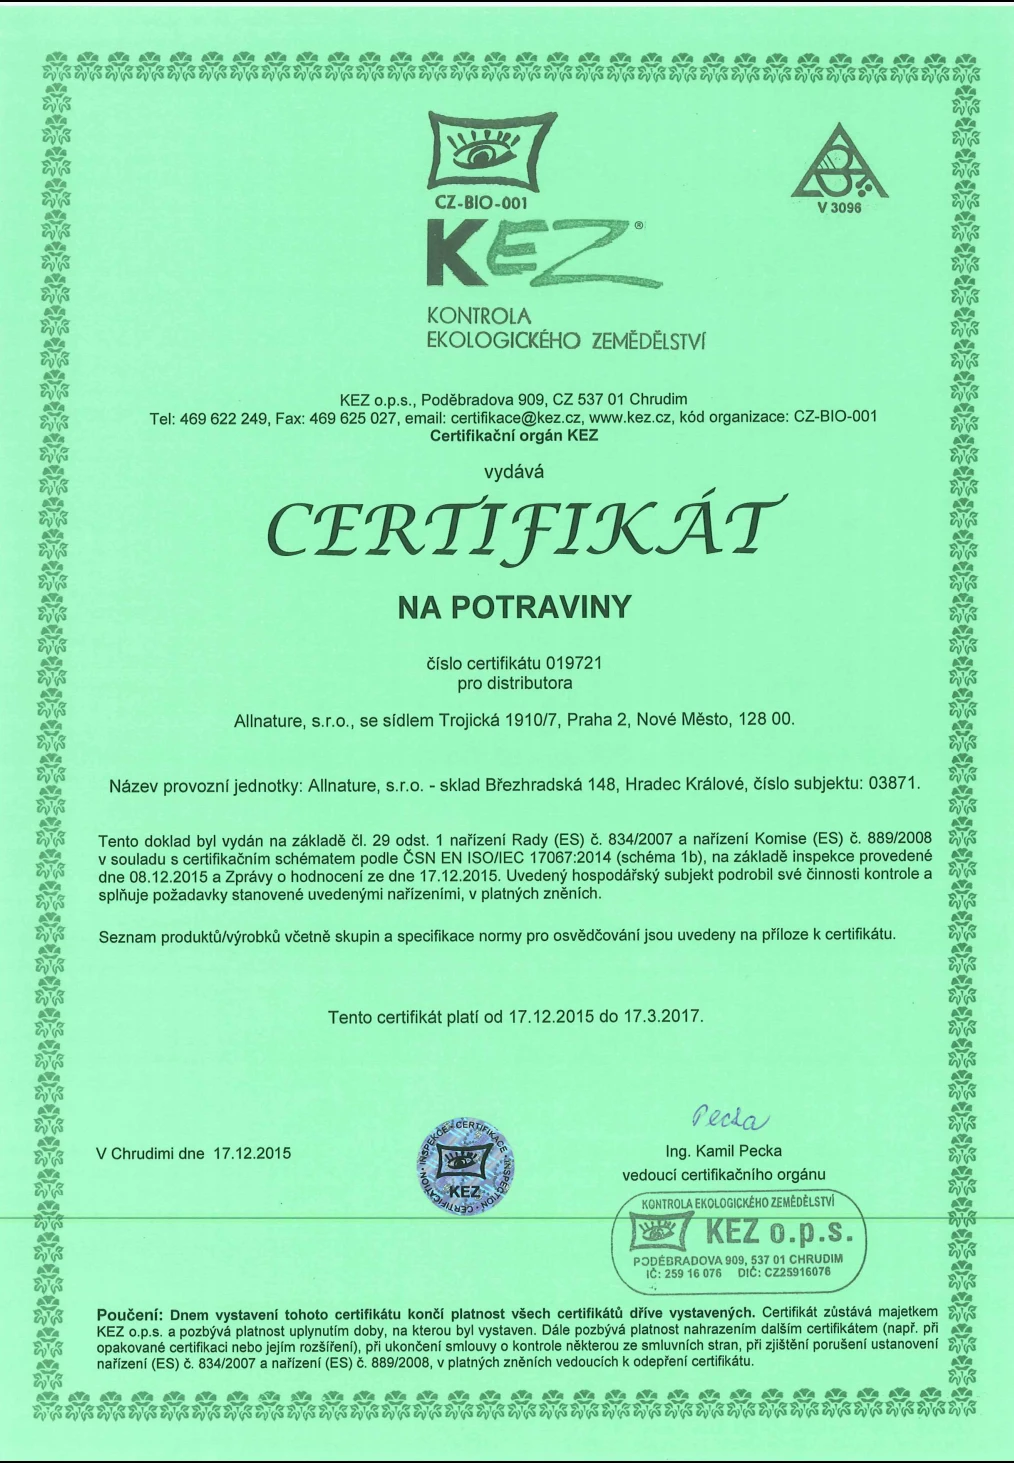 CZ-BIO-001
V 3096
KEZ®
KONTROLA
EKOLOGICKÉHO ZEMĚDĚLSTVÍ
KEZ o.p.s., Poděbradova 909, CZ 537 01 Chrudim
Tel: 469 622 249, Fax: 469 625 027, email: certifikace@kez.cz, www.kez.cz, kód organizace: CZ-BIO-001
Certifikační orgán KEZ
vydává
CERTIFIKÁT
NA POTRAVINY
číslo certifikátu 019721
pro distributora
Allnature, s.r.o., se sídlem Trojická 1910/7, Praha 2, Nové Město, 128 00.
Název provozní jednotky: Allnature, s.r.o. - sklad Březhradská 148, Hradec Králové, číslo subjektu: 03871.
Tento doklad byl vydán na základě čl. 29 odst. 1 nařízení Rady (ES) č. 834/2007 a nařízení Komise (ES) č. 889/2008
v souladu s certifikačním schématem podle ČSN EN ISO/IEC 17067:2014 (schéma 1b), na základě inspekce provedené
dne 08.12.2015 a Zprávy o hodnocení ze dne 17.12.2015. Uvedený hospodářský subjekt podrobil své činnosti kontrole a
splňuje požadavky stanovené uvedenými nařízeními, v platných zněních.
Seznam produktů/výrobků včetně skupin a specifikace normy pro osvědčování jsou uvedeny na příloze k certifikátu.
Tento certifikát platí od 17.12.2015 do 17.3.2017.
Pecka
V Chrudimi dne 17.12.2015
INSPEKCE · CERTIFIKACE · INSPECTION · CERTIFICATION
KEZ
Ing. Kamil Pecka
vedoucí certifikačního orgánu
KONTROLA EKOLOGICKÉHO ZEMĚDĚLSTVÍ
KEZ o.p.s.
PODĚBRADOVA 909, 537 01 CHRUDIM
IČ: 259 16 076 DIČ: CZ25916076
Poučení: Dnem vystavení tohoto certifikátu končí platnost všech certifikátů dříve vystavených. Certifikát zůstává majetkem
KEZ o.p.s. a pozbývá platnost uplynutím doby, na kterou byl vystaven. Dále pozbývá platnost nahrazením dalším certifikátem (např. při
opakované certifikaci nebo jejím rozšíření), při ukončení smlouvy o kontrole některou ze smluvních stran, při zjištění porušení ustanovení
nařízení (ES) č. 834/2007 a nařízení (ES) č. 889/2008, v platných zněních vedoucích k odepření certifikátu.